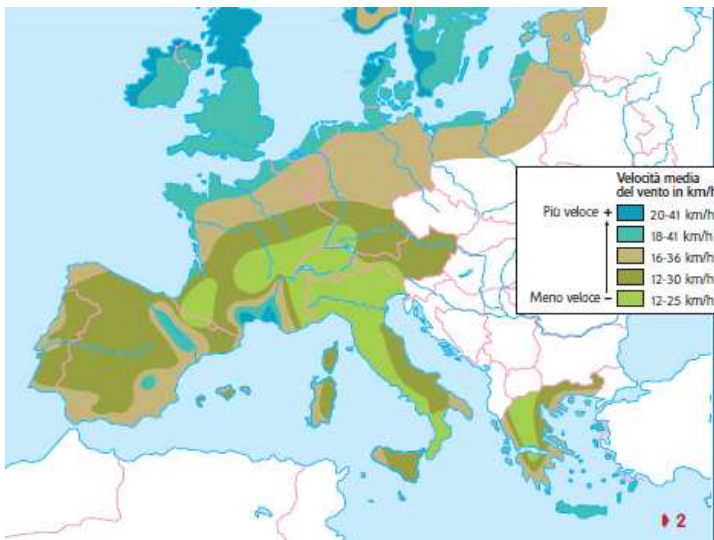 Velocità media
del vento in km/h
Più veloce +
20-41 km/h
18-41 km/h
16-36 km/h
12-30 km/h
Meno veloce –
12-25 km/h
2